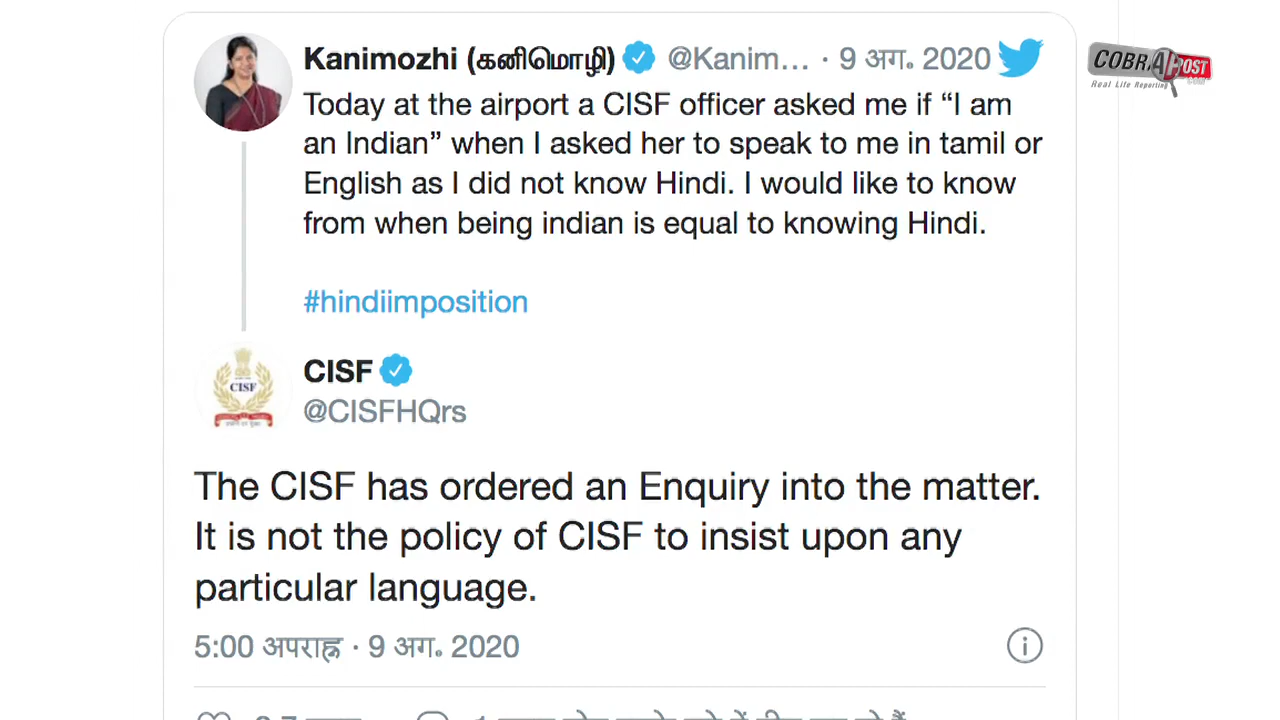 Kanimozhi (கனிமொழி) @Kanim... · 9 अग॰ 2020
COBRAPOST.com
Real Life Reporting
Today at the airport a CISF officer asked me if “I am
an Indian” when I asked her to speak to me in tamil or
English as I did not know Hindi. I would like to know
from when being indian is equal to knowing Hindi.
#hindiimposition
CISF
CISF
@CISFHQrs
The CISF has ordered an Enquiry into the matter.
It is not the policy of CISF to insist upon any
particular language.
5:00 अपराह्न · 9 अग॰ 2020